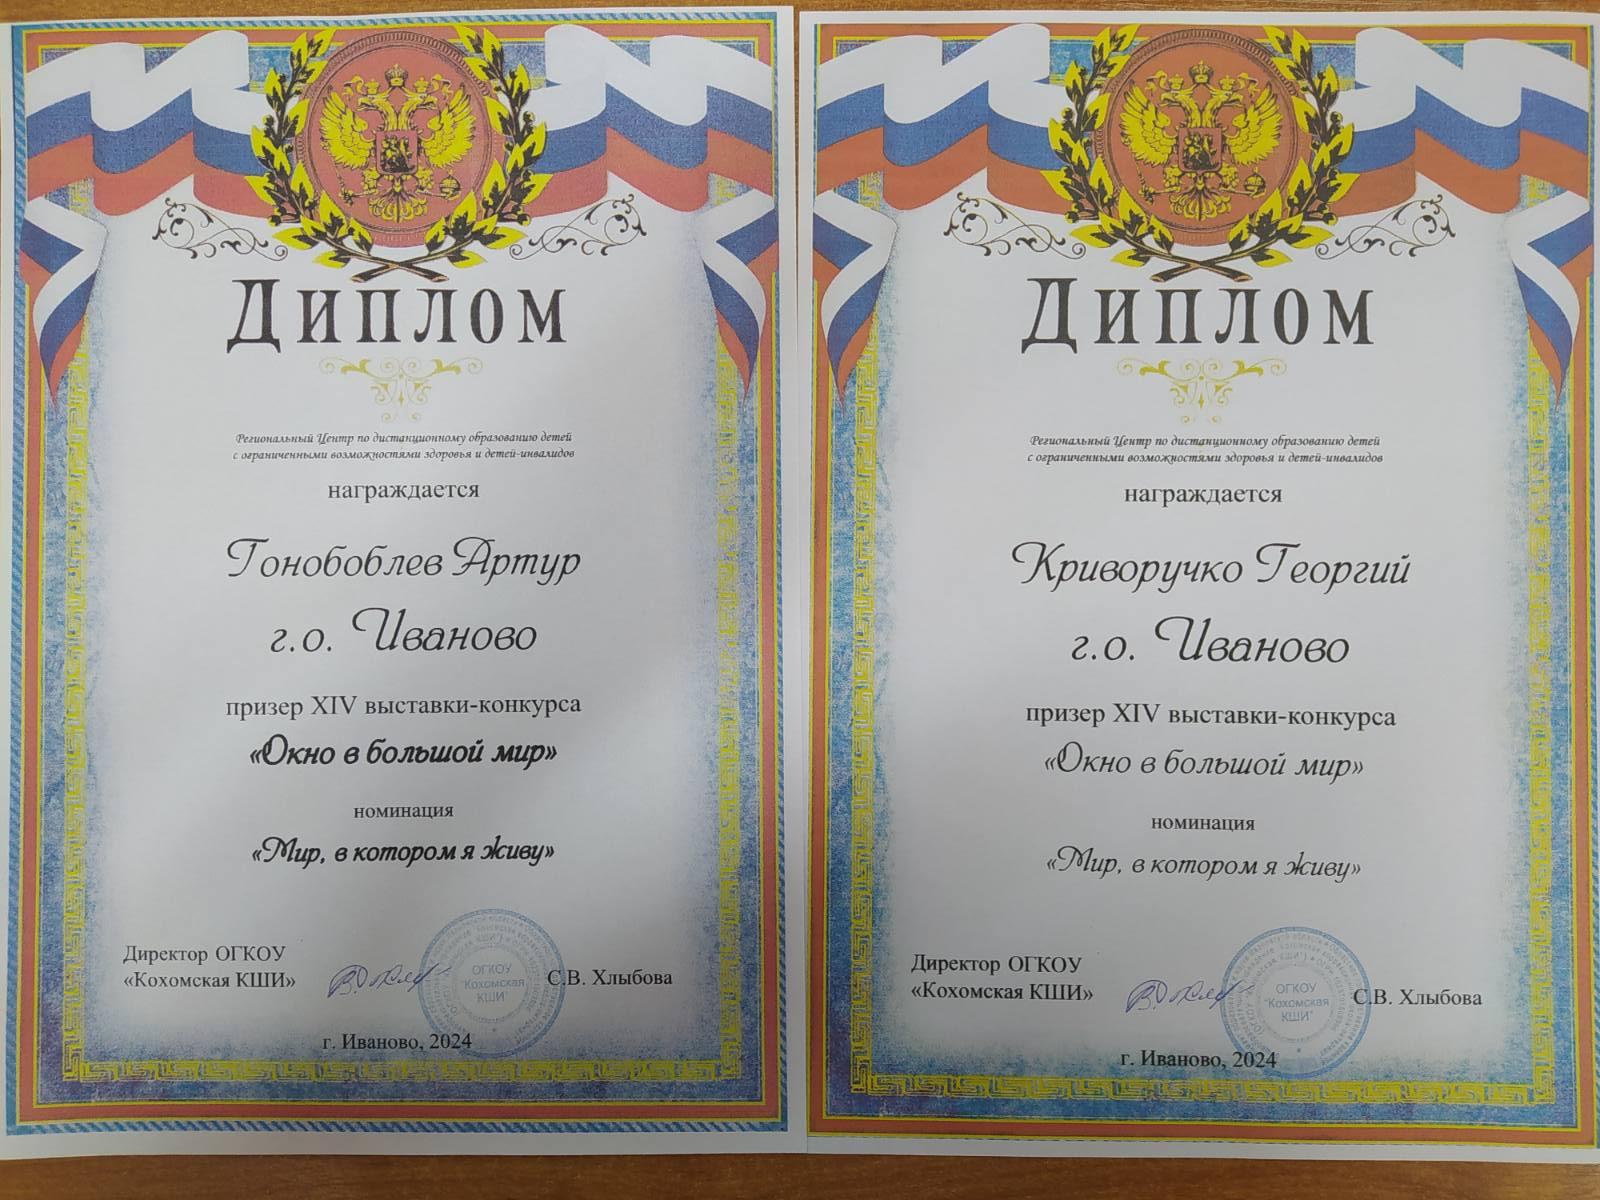 Диплом
Региональный Центр по дистанционному образованию детей
с ограниченными возможностями здоровья и детей-инвалидов
награждается
Гонобоблев Артур
г.о. Иваново
призер XIV выставки-конкурса
«Окно в большой мир»
номинация
«Мир, в котором я живу»
Директор ОГКОУ
«Кохомская КШИ»
С.В. Хлыбова
ОГКОУ
"Кохомская
КШИ"
г. Иваново, 2024
Диплом
Региональный Центр по дистанционному образованию детей
с ограниченными возможностями здоровья и детей-инвалидов
награждается
Криворучко Георгий
г.о. Иваново
призер XIV выставки-конкурса
«Окно в большой мир»
номинация
«Мир, в котором я живу»
Директор ОГКОУ
«Кохомская КШИ»
С.В. Хлыбова
ОГКОУ
"Кохомская
КШИ"
г. Иваново, 2024